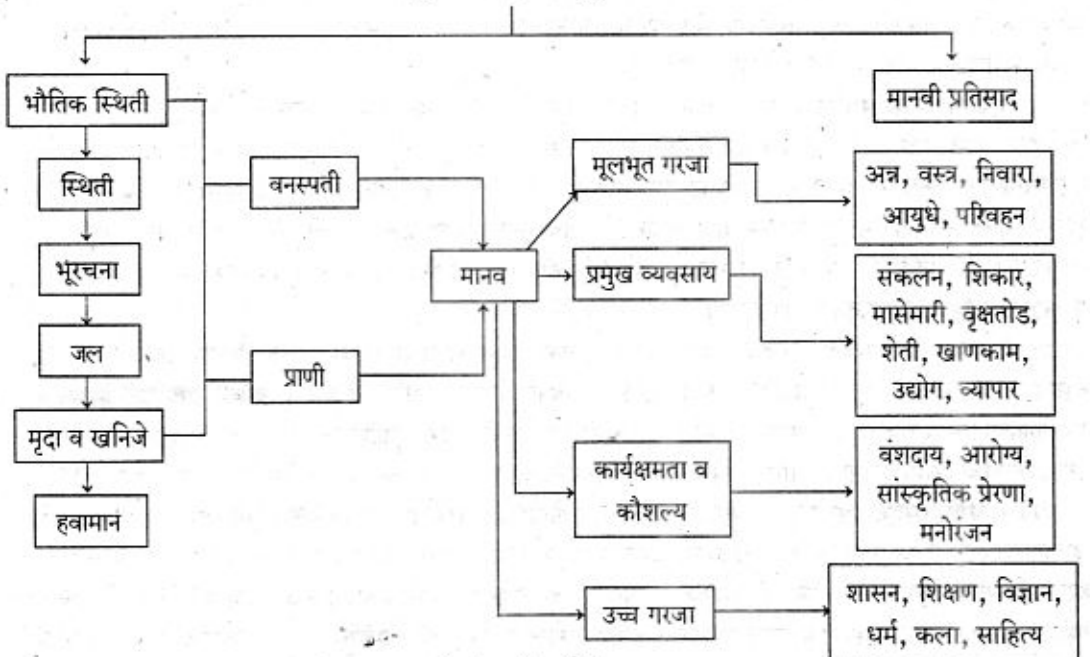 भौतिक स्थिती
मानवी प्रतिसाद
स्थिती
वनस्पती
मूलभूत गरजा
अन्न, वस्त्र, निवारा,
आयुधे, परिवहन
भूरचना
मानव
प्रमुख व्यवसाय
संकलन, शिकार,
मासेमारी, वृक्षतोड,
शेती, खाणकाम,
उद्योग, व्यापार
जल
प्राणी
मृदा व खनिजे
हवामान
कार्यक्षमता व
कौशल्य
वंशदाय, आरोग्य,
सांस्कृतिक प्रेरणा,
मनोरंजन
उच्च गरजा
शासन, शिक्षण, विज्ञान,
धर्म, कला, साहित्य